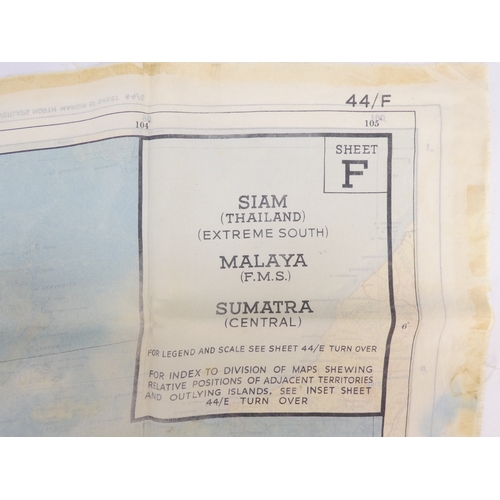 44/F
104
105
SHEET
F
SIAM
(THAILAND)
(EXTREME SOUTH)
MALAYA
(F.M.S.)
SUMATRA
(CENTRAL)
FOR LEGEND AND SCALE SEE SHEET 44/E TURN OVER
FOR INDEX TO DIVISION OF MAPS SHEWING
RELATIVE POSITIONS OF ADJACENT TERRITORIES
AND OUTLYING ISLANDS, SEE INSET SHEET
44/E TURN OVER
6°